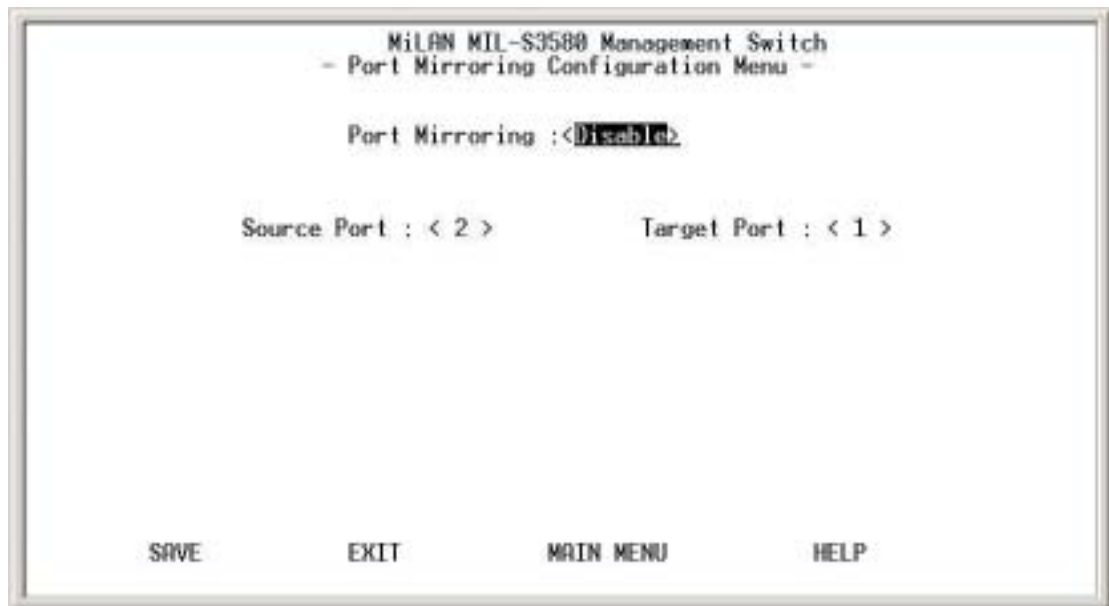 MiLAN MIL-S3580 Management Switch
- Port Mirroring Configuration Menu -
Port Mirroring :<Disable>
Source Port : < 2 > Target Port : < 1 >
SAVE EXIT MAIN MENU HELP